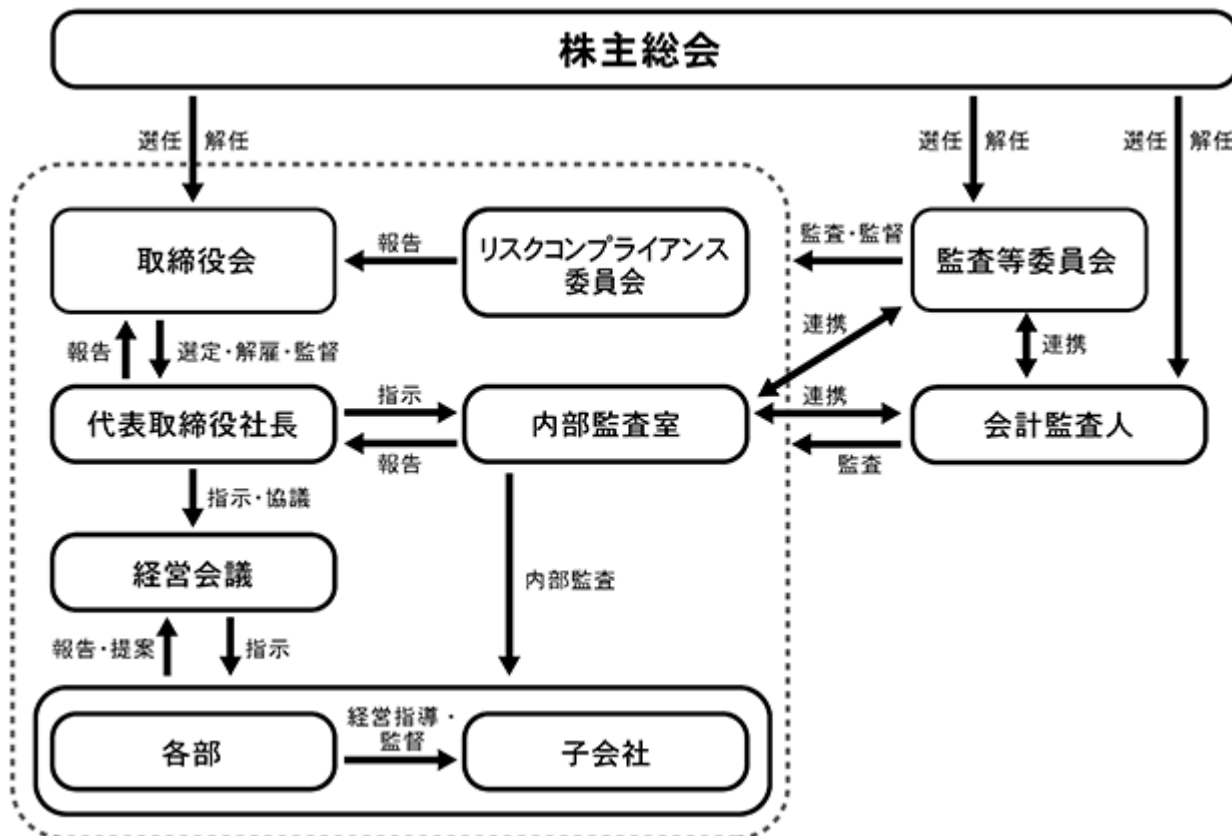 株主総会
選任
解任
選任
解任
選任
解任
取締役会
報告
リスクコンプライアンス
委員会
監査・監督
監査等委員会
報告
選定・解雇・監督
連携
連携
代表取締役社長
指示
報告
内部監査室
連携
監査
会計監査人
指示・協議
経営会議
内部監査
報告・提案
指示
各部
経営指導・
監督
子会社